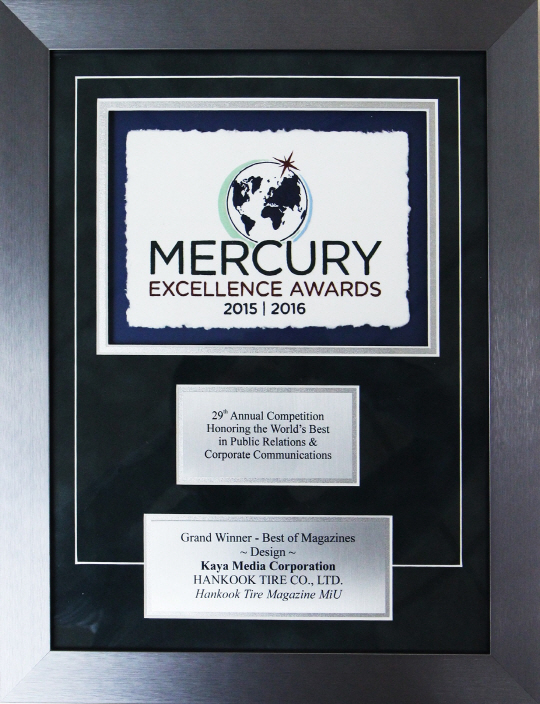 MERCURY
EXCELLENCE AWARDS
2015 | 2016
29th Annual Competition
Honoring the World's Best
in Public Relations &
Corporate Communications
Grand Winner - Best of Magazines
~ Design ~
Kaya Media Corporation
HANKOOK TIRE CO., LTD.
Hankook Tire Magazine MiU